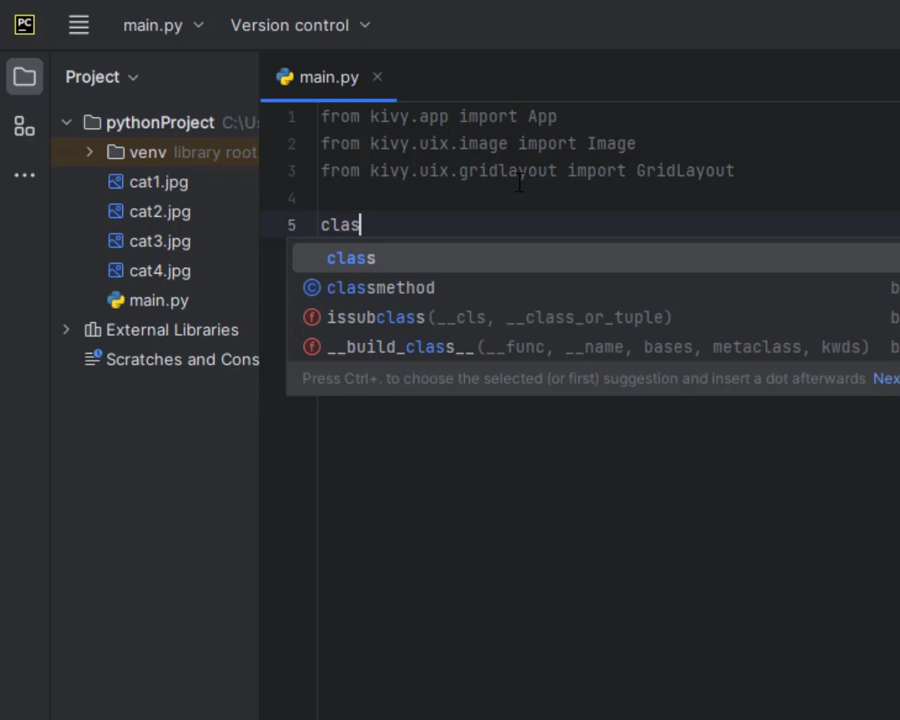 PC
main.py
Version control
Project
pythonProject C:\U
venv library root
cat1.jpg
cat2.jpg
cat3.jpg
cat4.jpg
main.py
External Libraries
Scratches and Cons
main.py
1 from kivy.app import App
2 from kivy.uix.image import Image
3 from kivy.uix.gridlayout import GridLayout
4
5 clas
class
classmethod b
issubclass(__cls, __class_or_tuple) b
__build_class__(__func, __name, bases, metaclass, kwds) b
Press Ctrl+. to choose the selected (or first) suggestion and insert a dot afterwards Nex